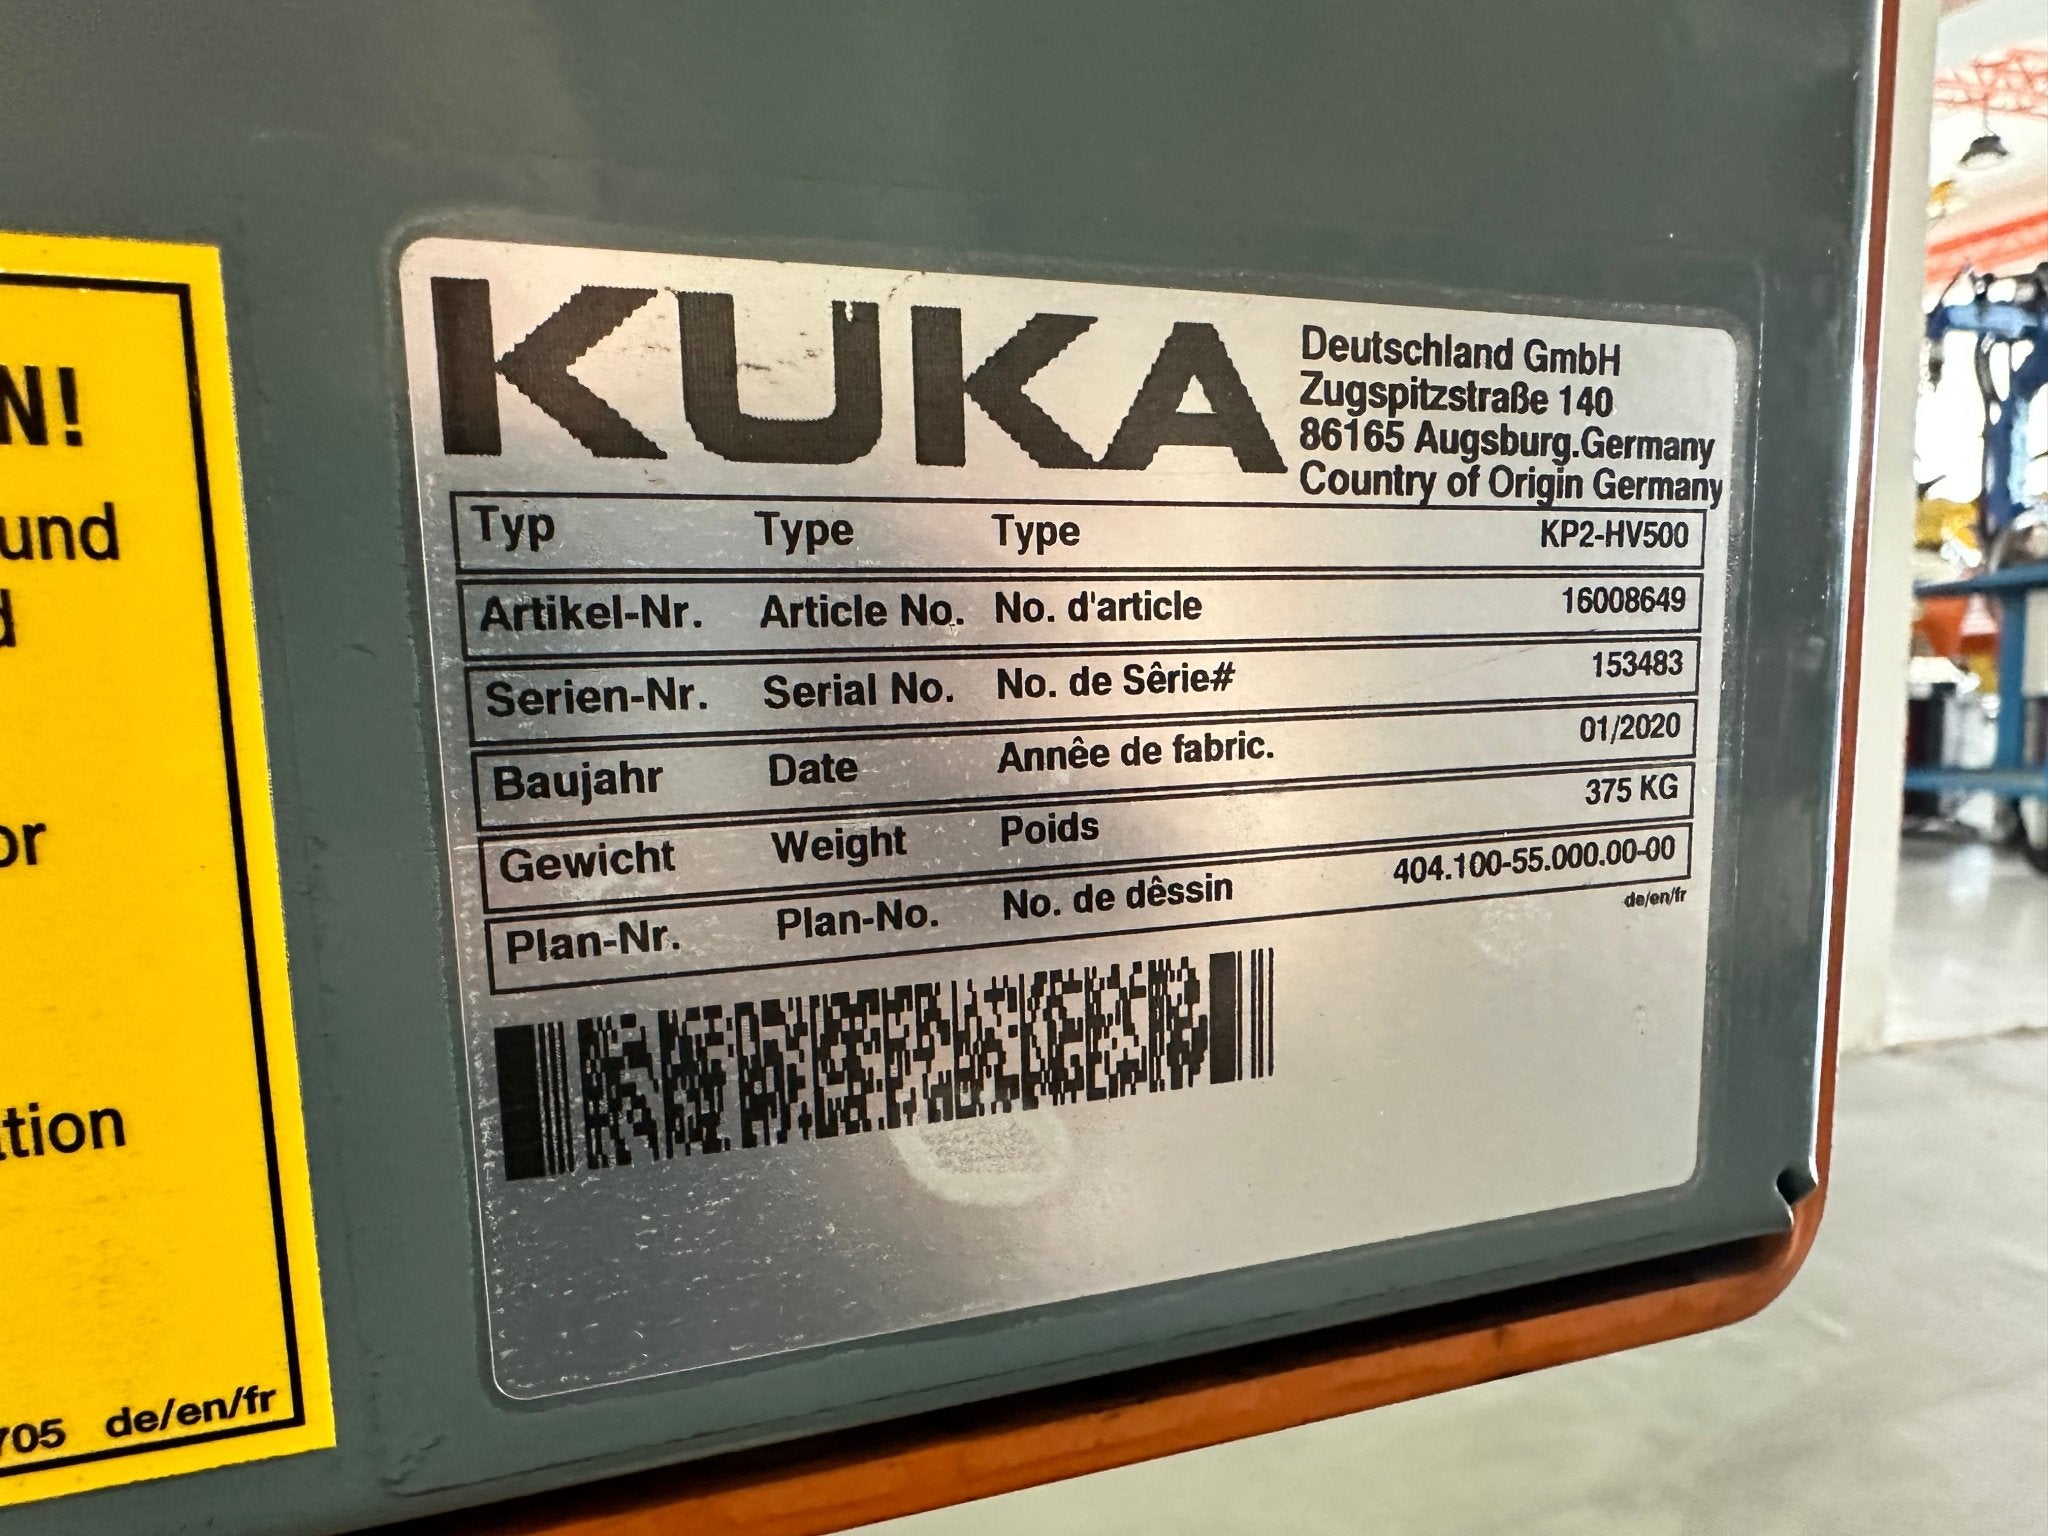 N!
und
d
or
tion
705 de/en/fr
KUKA
Deutschland GmbH
Zugspitzstraße 140
86165 Augsburg.Germany
Country of Origin Germany
Typ Type Type KP2-HV500
Artikel-Nr. Article No. No. d'article 16008649
Serien-Nr. Serial No. No. de Sêrie# 153483
Baujahr Date Annêe de fabric. 01/2020
Gewicht Weight Poids 375 KG
Plan-Nr. Plan-No. No. de dêssin 404.100-55.000.00-00
de/en/fr